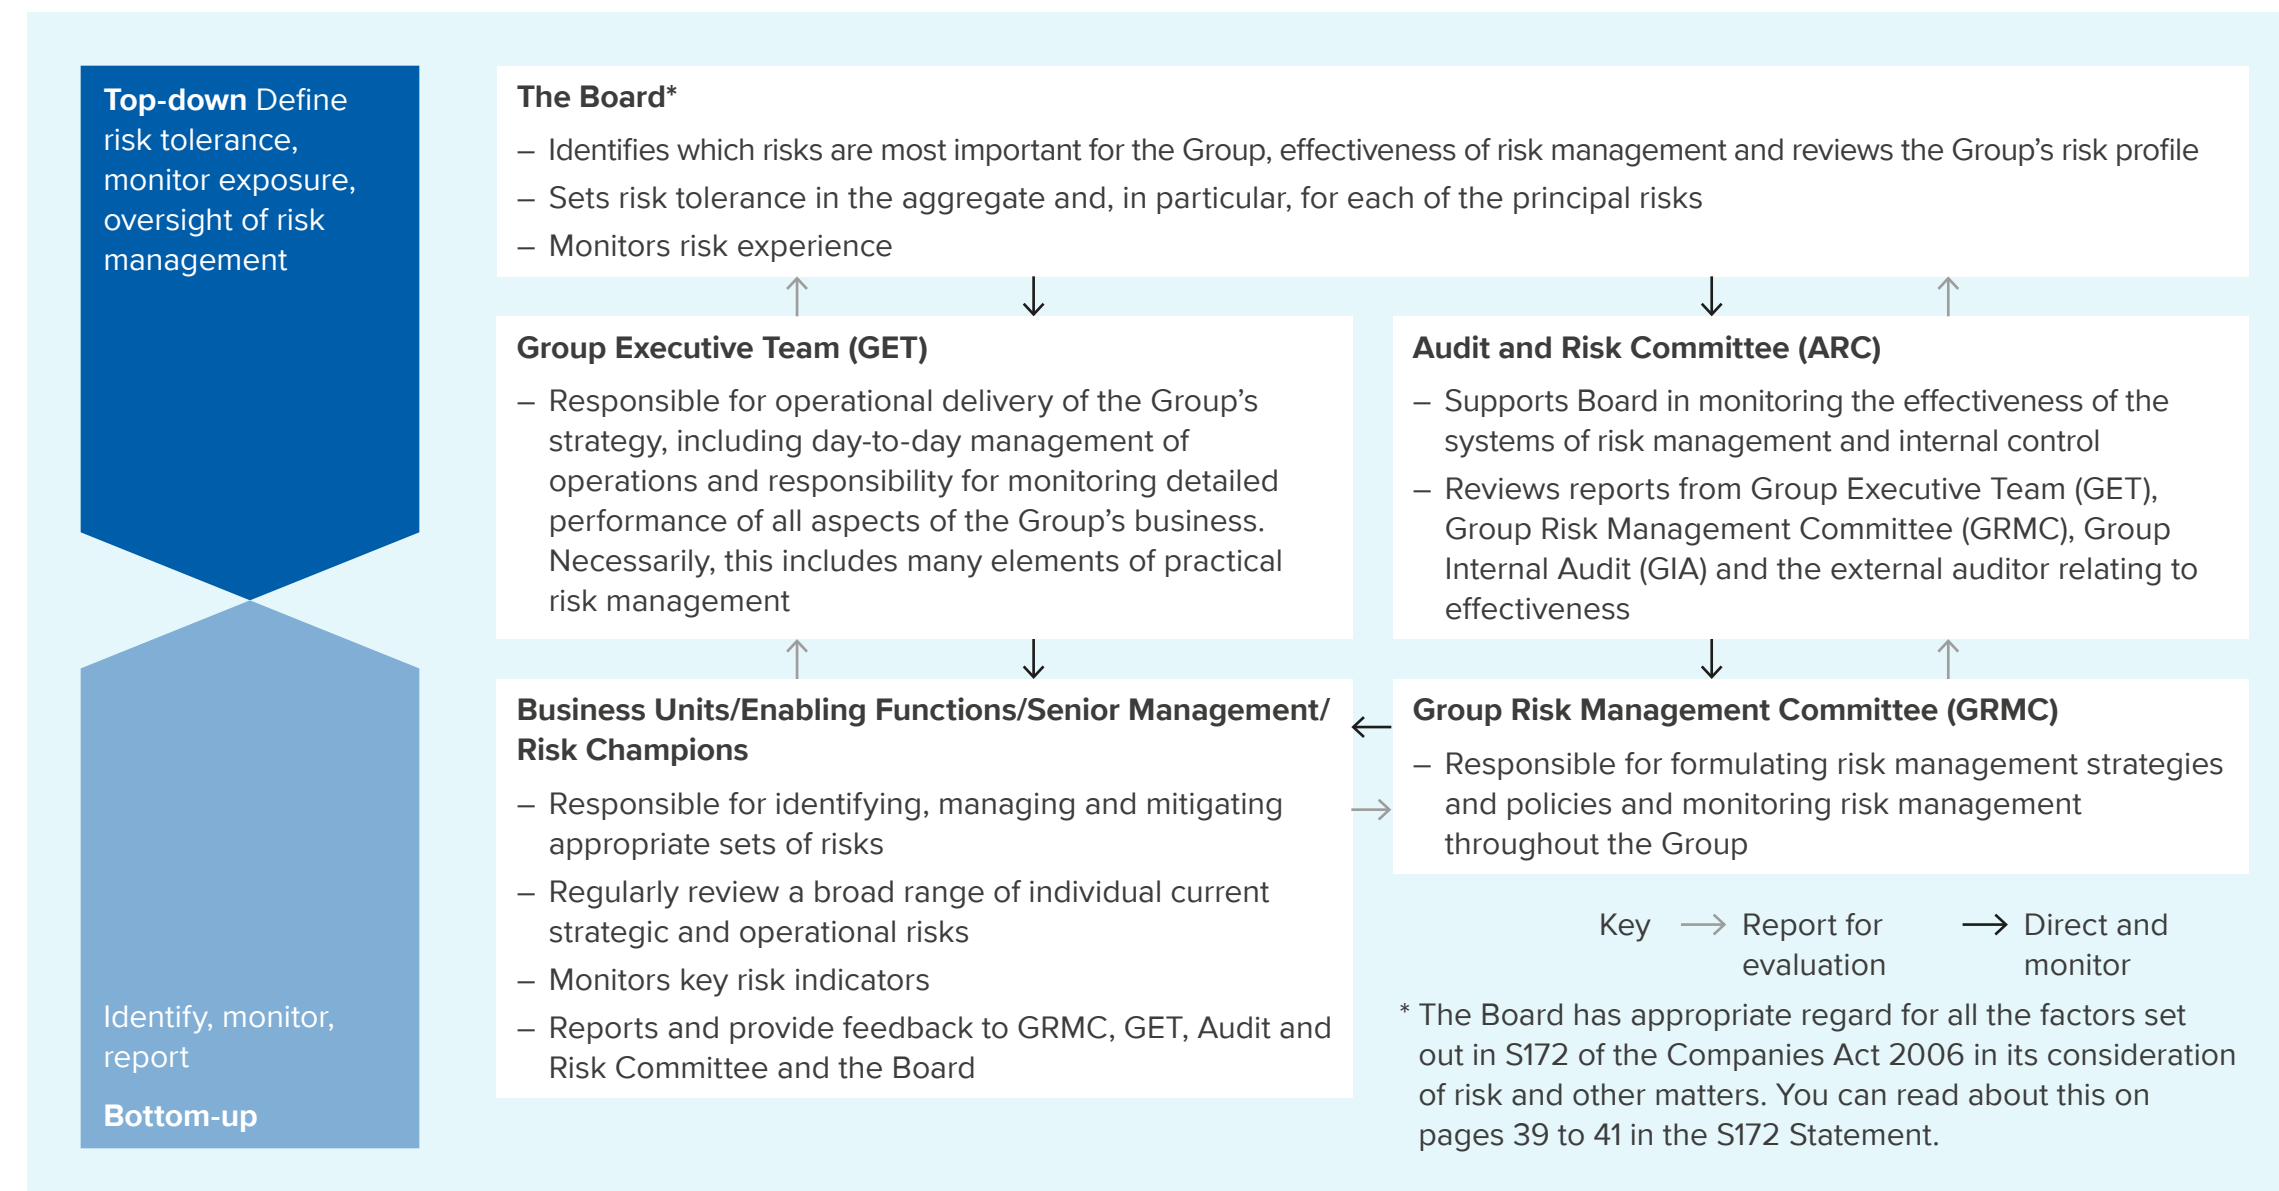 Top-down Define
risk tolerance,
monitor exposure,
oversight of risk
management
The Board*
– Identifies which risks are most important for the Group, effectiveness of risk management and reviews the Group’s risk profile
– Sets risk tolerance in the aggregate and, in particular, for each of the principal risks
– Monitors risk experience
Group Executive Team (GET)
– Responsible for operational delivery of the Group’s
strategy, including day-to-day management of
operations and responsibility for monitoring detailed
performance of all aspects of the Group’s business.
Necessarily, this includes many elements of practical
risk management
Audit and Risk Committee (ARC)
– Supports Board in monitoring the effectiveness of the
systems of risk management and internal control
– Reviews reports from Group Executive Team (GET),
Group Risk Management Committee (GRMC), Group
Internal Audit (GIA) and the external auditor relating to
effectiveness
Business Units/Enabling Functions/Senior Management/
Risk Champions
– Responsible for identifying, managing and mitigating
appropriate sets of risks
– Regularly review a broad range of individual current
strategic and operational risks
– Monitors key risk indicators
– Reports and provide feedback to GRMC, GET, Audit and
Risk Committee and the Board
Group Risk Management Committee (GRMC)
– Responsible for formulating risk management strategies
and policies and monitoring risk management
throughout the Group
Key
Report for
evaluation
Direct and
monitor
* The Board has appropriate regard for all the factors set
out in S172 of the Companies Act 2006 in its consideration
of risk and other matters. You can read about this on
pages 39 to 41 in the S172 Statement.
Identify, monitor,
report
Bottom-up